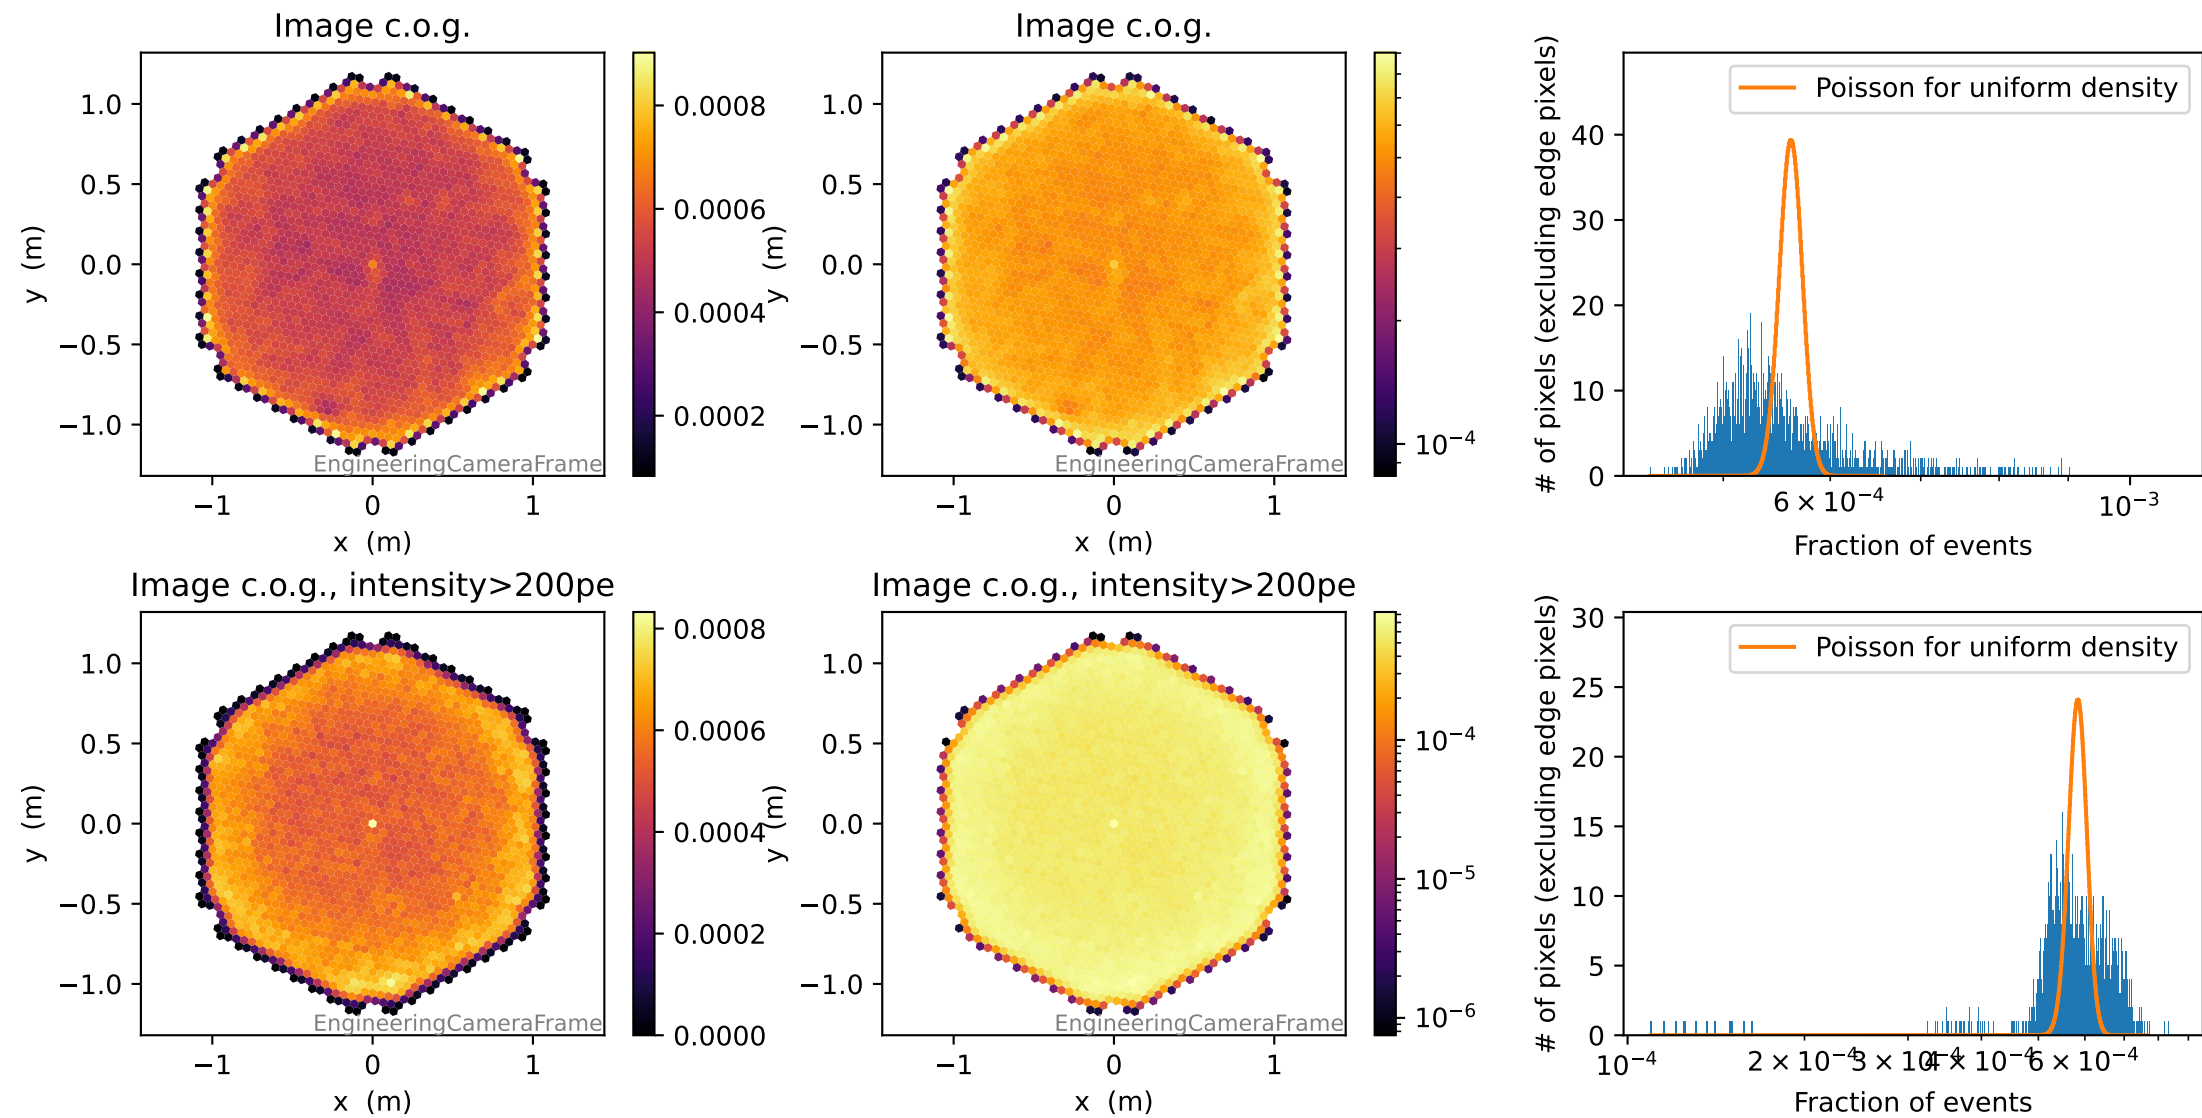 Image c.o.g.
y (m)
1.0
0.5
0.0
−0.5
−1.0
−1 0 1
x (m)
EngineeringCameraFrame
0.0008
0.0006
0.0004
0.0002
Image c.o.g.
y (m)
1.0
0.5
0.0
−0.5
−1.0
−1 0 1
x (m)
EngineeringCameraFrame
10⁻⁴
# of pixels (excluding edge pixels)
40
30
20
10
0
Poisson for uniform density
6 × 10⁻⁴ 10⁻³
Fraction of events
Image c.o.g., intensity>200pe
y (m)
1.0
0.5
0.0
−0.5
−1.0
−1 0 1
x (m)
EngineeringCameraFrame
0.0008
0.0006
0.0004
0.0002
0.0000
Image c.o.g., intensity>200pe
y (m)
1.0
0.5
0.0
−0.5
−1.0
−1 0 1
x (m)
EngineeringCameraFrame
10⁻⁴
10⁻⁵
10⁻⁶
# of pixels (excluding edge pixels)
30
25
20
15
10
5
0
Poisson for uniform density
10⁻⁴ 2 × 10⁻⁴ 3 × 10⁻⁴ 4 × 10⁻⁴ 6 × 10⁻⁴
Fraction of events